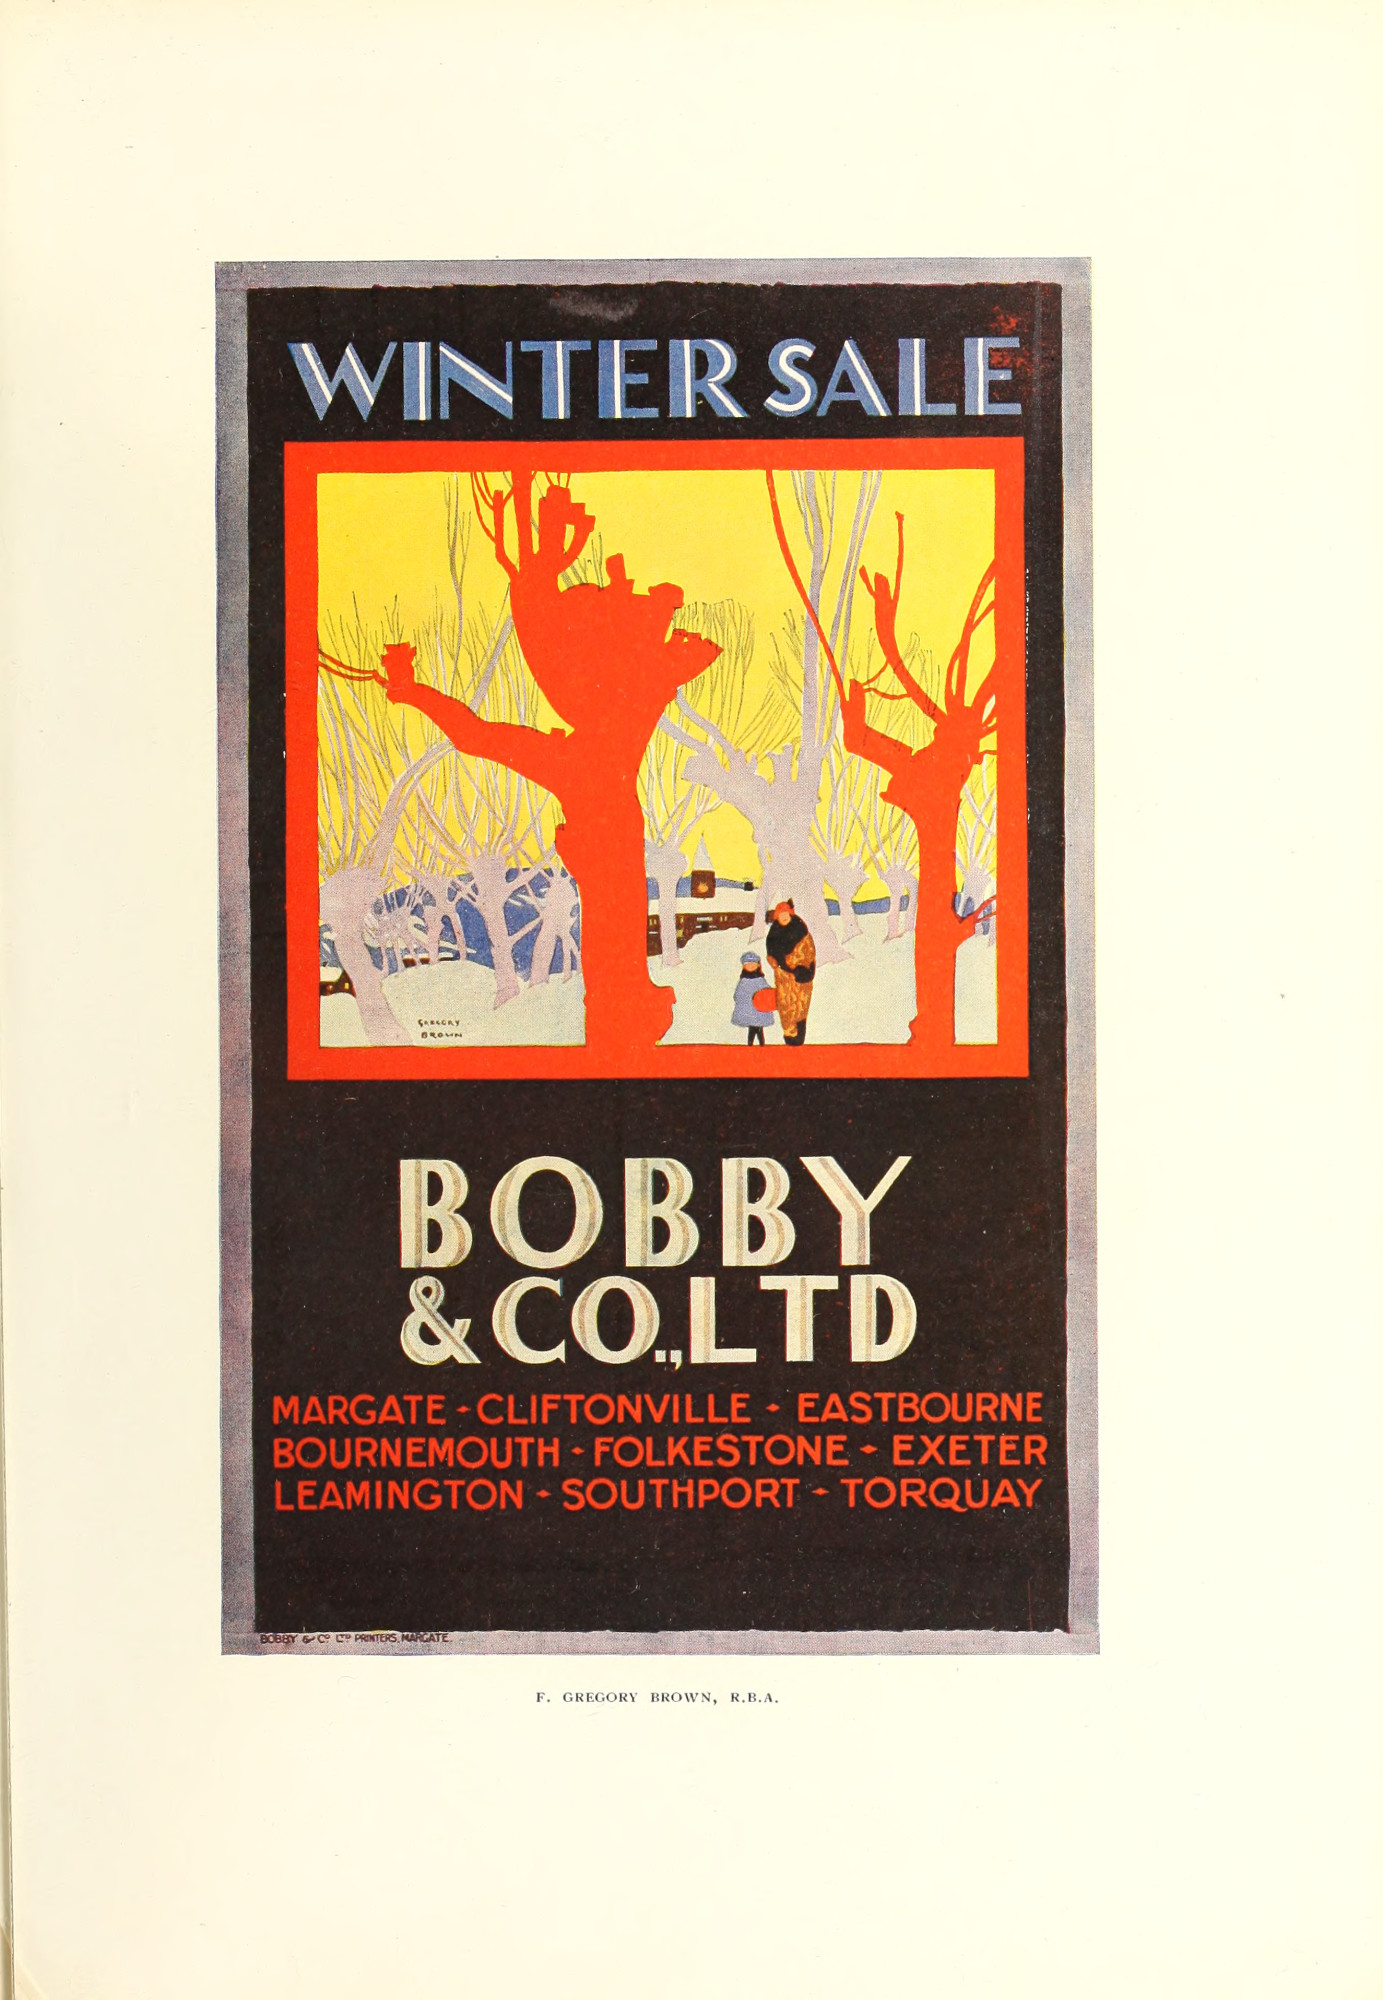 WINTER SALE
GREGORY
BROWN
BOBBY
& CO., LTD
MARGATE - CLIFTONVILLE - EASTBOURNE
BOURNEMOUTH - FOLKESTONE - EXETER
LEAMINGTON - SOUTHPORT - TORQUAY
BOBBY & Co LTD PRINTERS, MARGATE.
F. GREGORY BROWN, R.B.A.